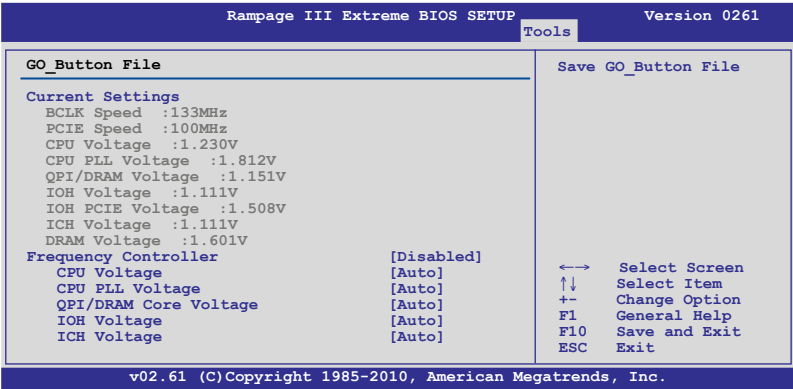 Rampage III Extreme BIOS SETUP Version 0261
Tools
GO_Button File
Current Settings
BCLK Speed :133MHz
PCIE Speed :100MHz
CPU Voltage :1.230V
CPU PLL Voltage :1.812V
QPI/DRAM Voltage :1.151V
IOH Voltage :1.111V
IOH PCIE Voltage :1.508V
ICH Voltage :1.111V
DRAM Voltage :1.601V
Frequency Controller [Disabled]
CPU Voltage [Auto]
CPU PLL Voltage [Auto]
QPI/DRAM Core Voltage [Auto]
IOH Voltage [Auto]
ICH Voltage [Auto]
Save GO_Button File
←→ Select Screen
↑↓ Select Item
+- Change Option
F1 General Help
F10 Save and Exit
ESC Exit
v02.61 (C)Copyright 1985-2010, American Megatrends, Inc.